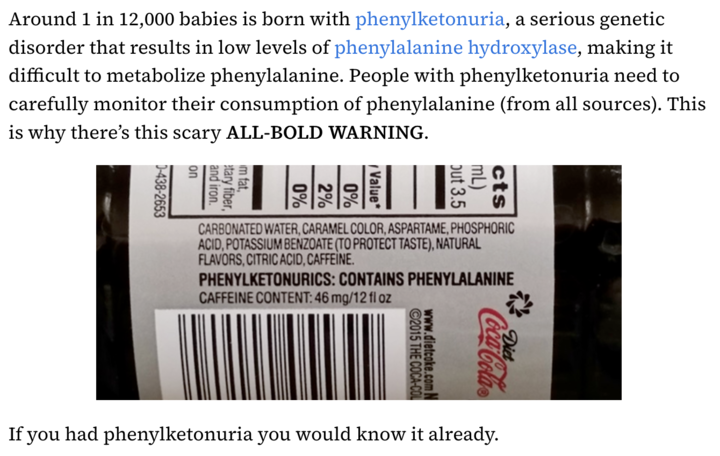 Around 1 in 12,000 babies is born with phenylketonuria, a serious genetic
disorder that results in low levels of phenylalanine hydroxylase, making it
difficult to metabolize phenylalanine. People with phenylketonuria need to
carefully monitor their consumption of phenylalanine (from all sources). This
is why there’s this scary ALL-BOLD WARNING.
cts
mL)
out 3.5
Value*
0%
2%
0%
m fat,
etary fiber,
and iron.
on
0-438-2653
CARBONATED WATER, CARAMEL COLOR, ASPARTAME, PHOSPHORIC
ACID, POTASSIUM BENZOATE (TO PROTECT TASTE), NATURAL
FLAVORS, CITRIC ACID, CAFFEINE.
PHENYLKETONURICS: CONTAINS PHENYLALANINE
CAFFEINE CONTENT: 46 mg/12 fl oz
Diet
Coca-Cola®
www.dietcoke.com
©2015 THE COCA-COL
If you had phenylketonuria you would know it already.